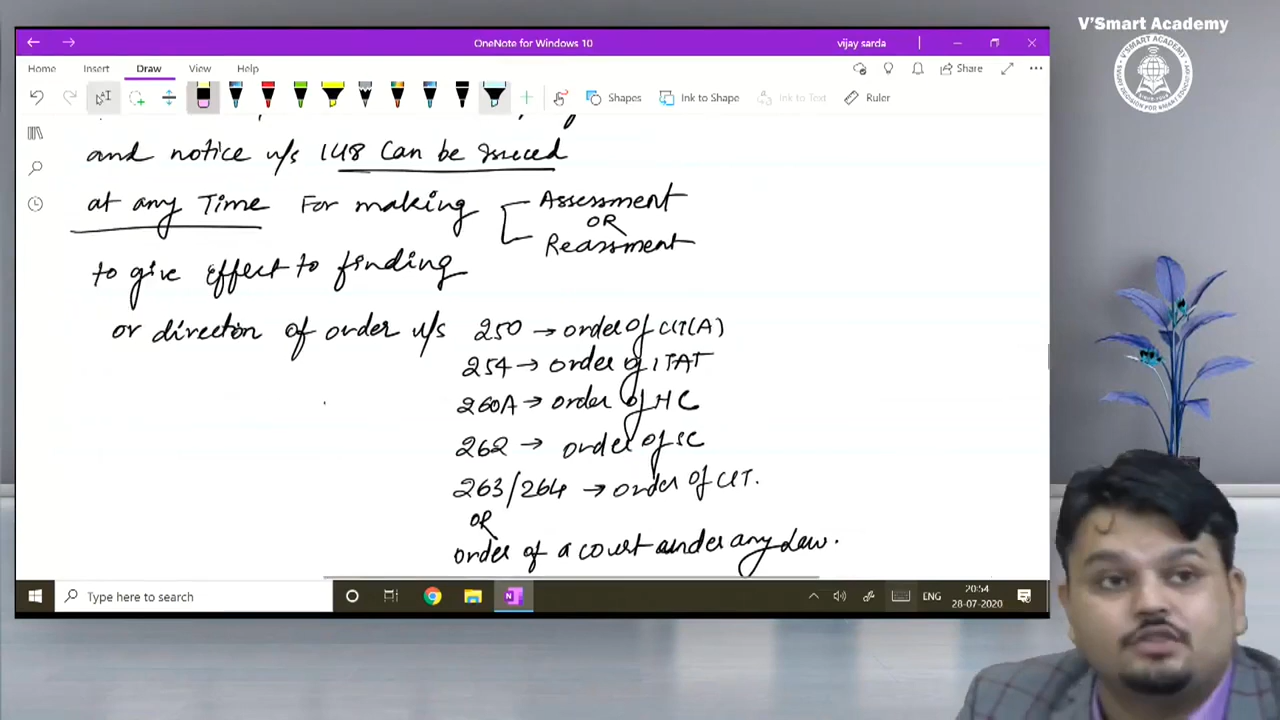 V'Smart Academy
OneNote for Windows 10
vijay sarda
Home Insert Draw View Help
Share
Shapes Ink to Shape Ink to Text Ruler
and notice u/s 148 Can be Issued
at any Time For making
Assessment
OR
Reassment
to give effect to finding
or direction of order u/s 250 → order of CIT(A)
254 → order of ITAT
260A → order of HC
262 → order of SC
263/264 → order of CIT.
OR
order of a court under any Law.
Type here to search
ENG
20:54
28-07-2020